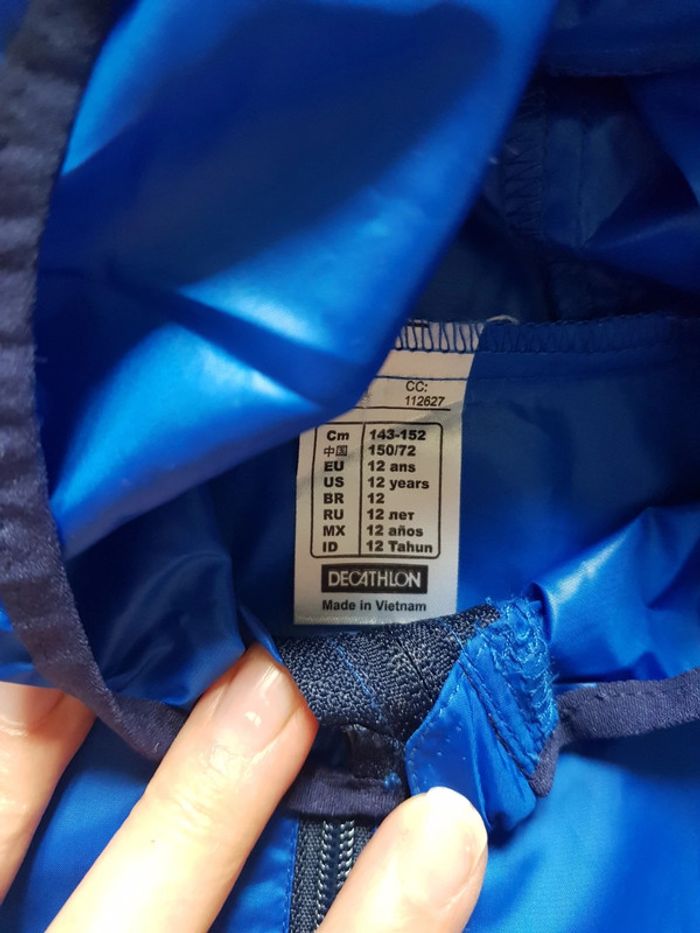 CC:
112627
Cm 143-152
中国 150/72
EU 12 ans
US 12 years
BR 12
RU 12 лет
MX 12 años
ID 12 Tahun
DECATHLON
Made in Vietnam